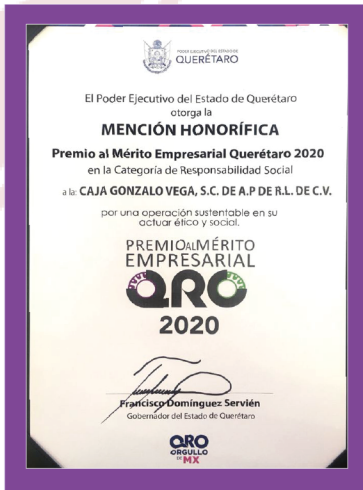 PODER EJECUTIVO DEL ESTADO DE
QUERÉTARO
El Poder Ejecutivo del Estado de Querétaro
otorga la
MENCIÓN HONORÍFICA
Premio al Mérito Empresarial Querétaro 2020
en la Categoría de Responsabilidad Social
a la: CAJA GONZALO VEGA, S.C. DE A.P DE R.L. DE C.V.
por una operación sustentable en su
actuar ético y social.
PREMIO AL MÉRITO
EMPRESARIAL
QRO
2020
Francisco Domínguez Servién
Gobernador del Estado de Querétaro
QRO
ORGULLO
DE MX